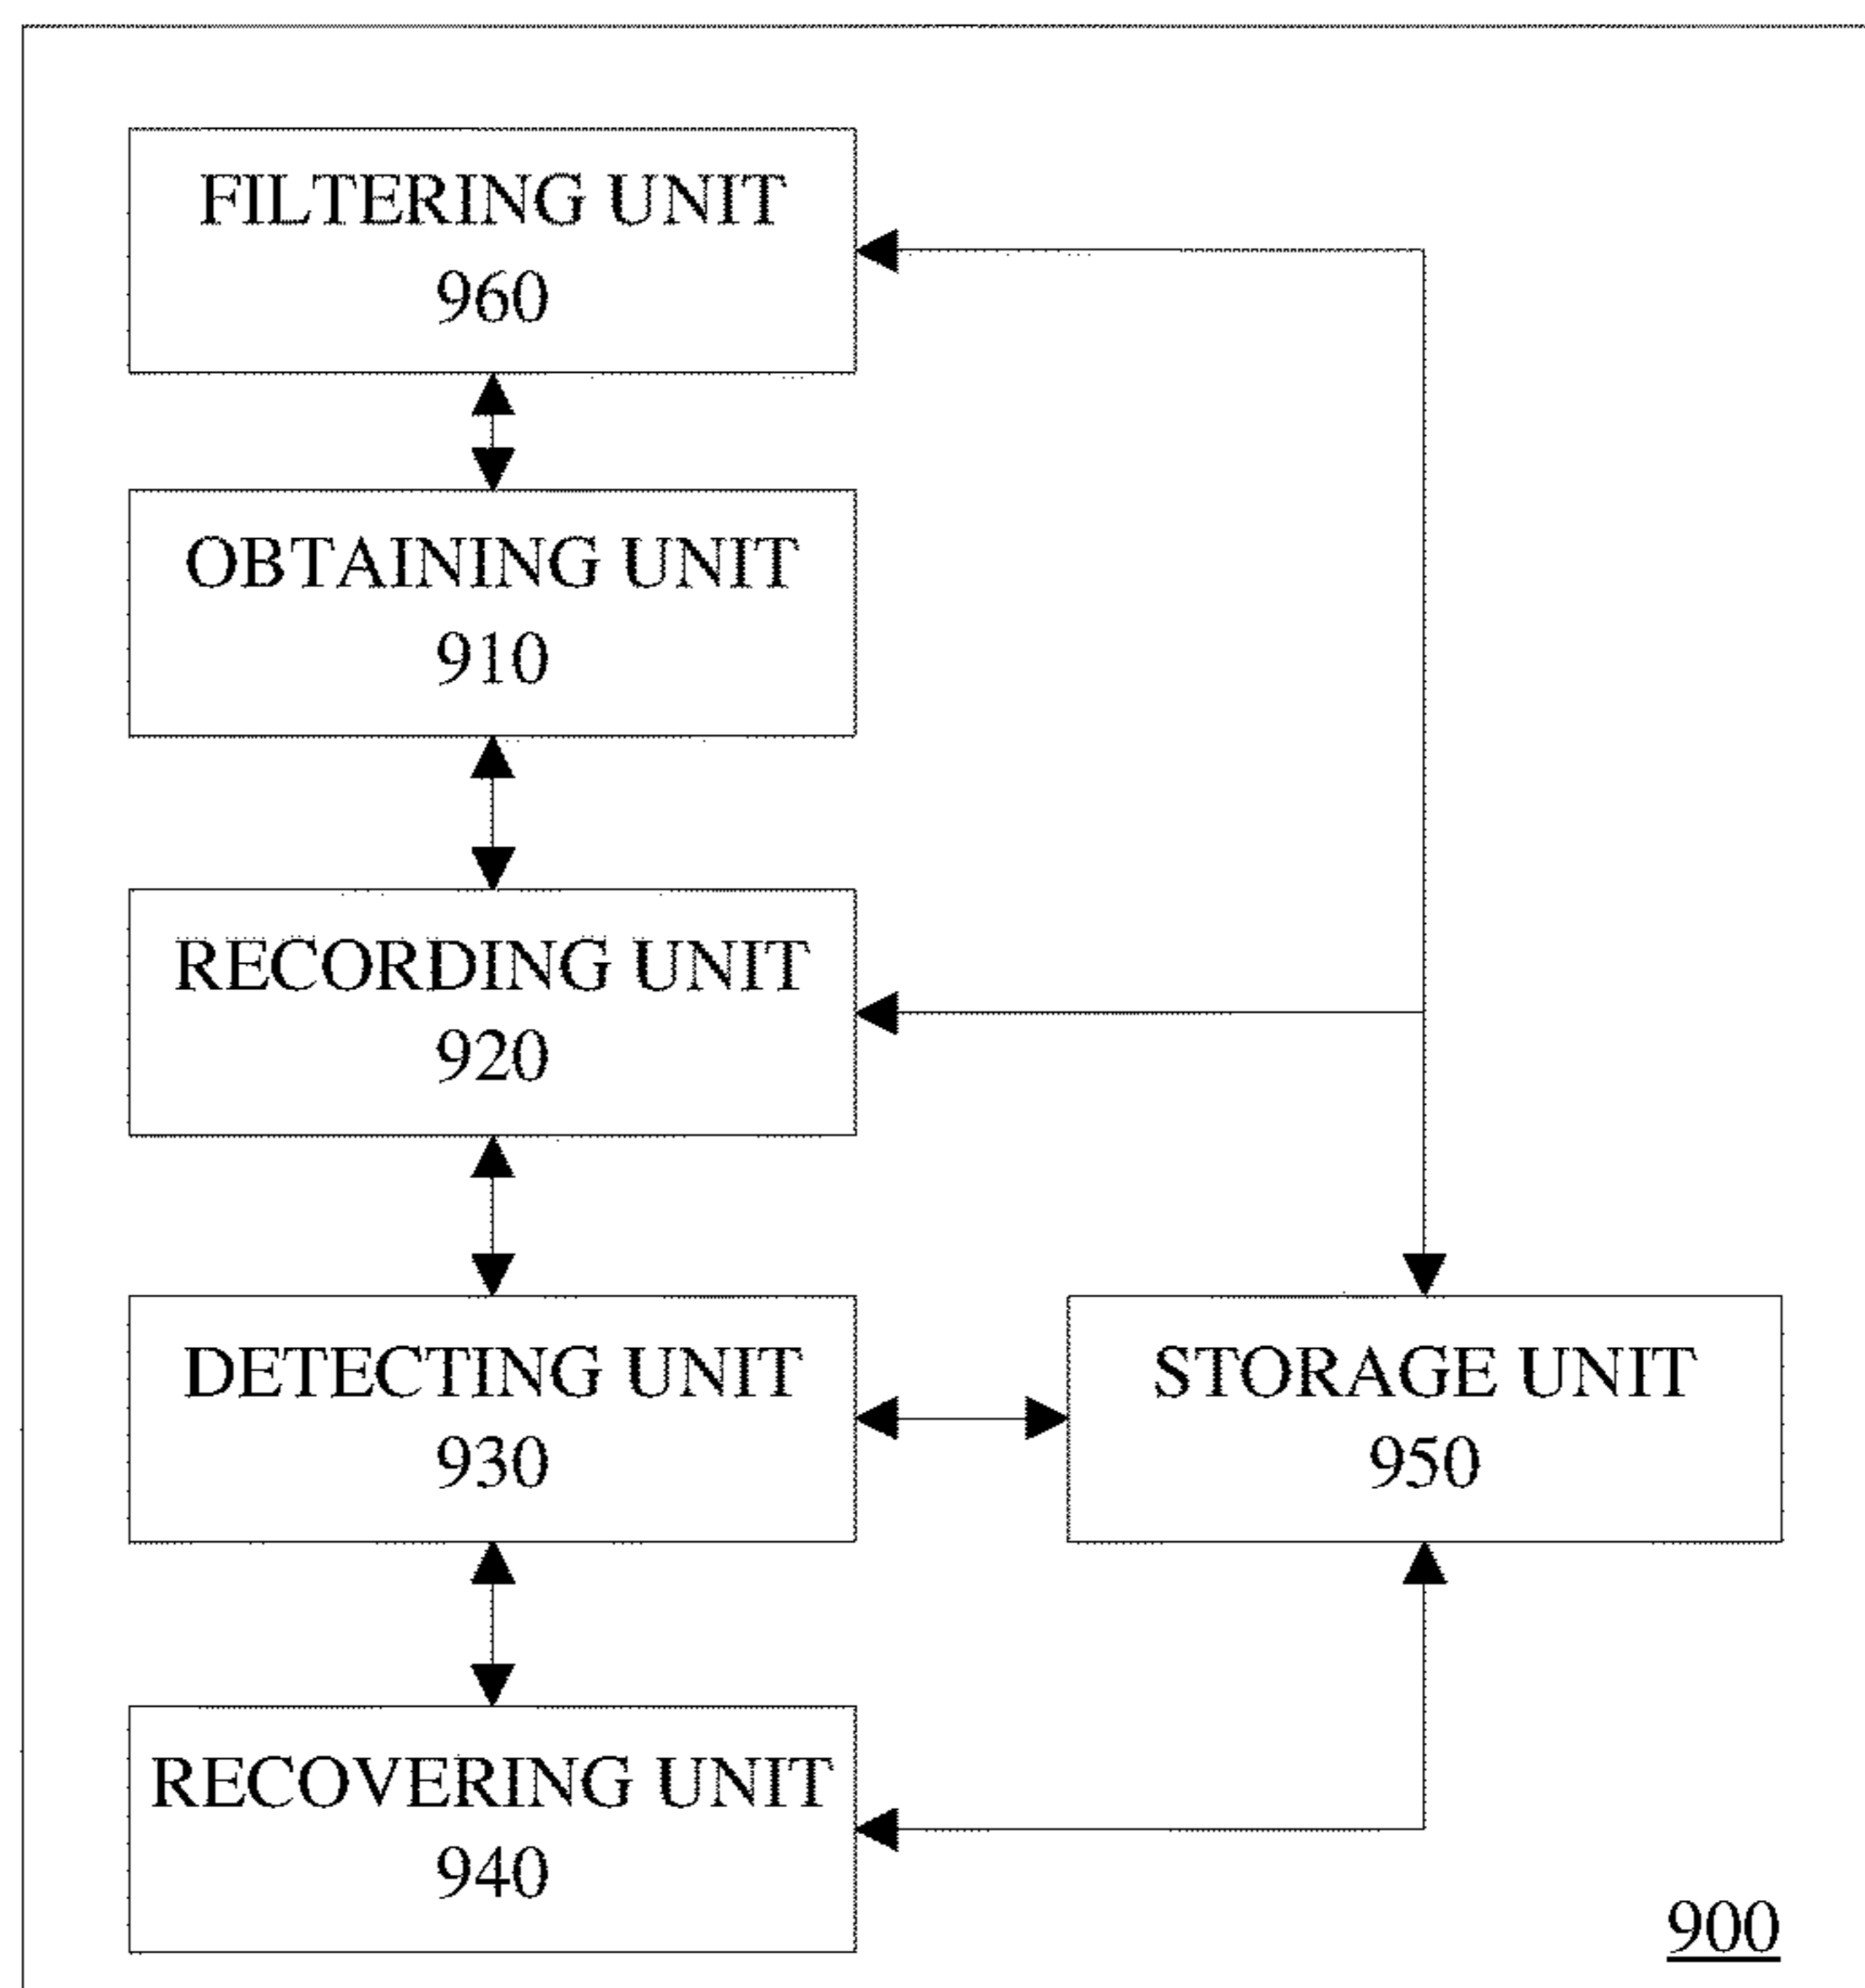 FILTERING UNIT
960
OBTAINING UNIT
910
RECORDING UNIT
920
DETECTING UNIT
930
STORAGE UNIT
950
RECOVERING UNIT
940
900